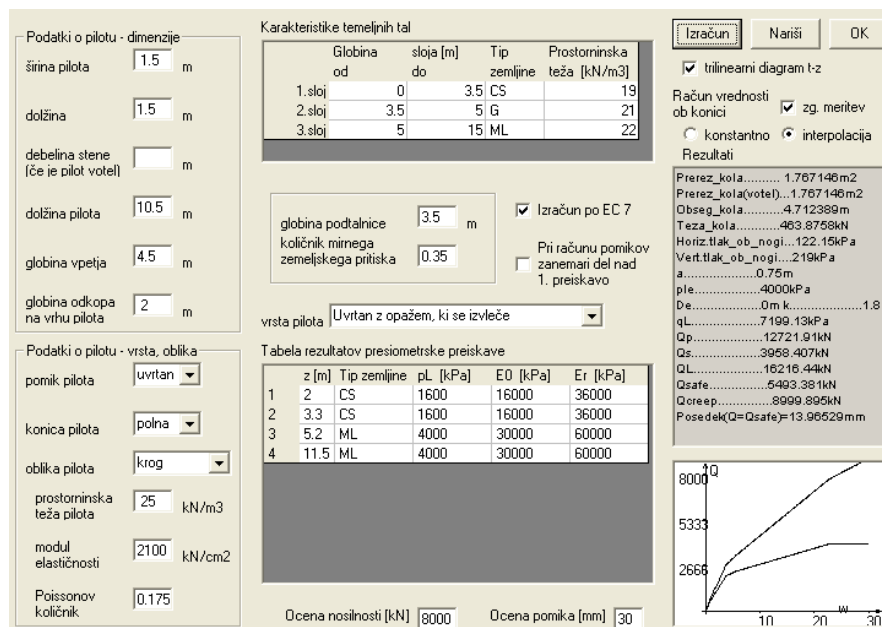 Podatki o pilotu - dimenzije
širina pilota 1.5 m
dolžina 1.5 m
debelina stene
(če je pilot votel) m
dolžina pilota 10.5 m
globina vpetja 4.5 m
globina odkopa
na vrhu pilota 2 m
Podatki o pilotu - vrsta, oblika
pomik pilota uvrtan
konica pilota polna
oblika pilota krog
prostorninska
teža pilota 25 kN/m3
modul
elastičnosti 2100 kN/cm2
Poissonov
količnik 0.175
Karakteristike temeljnih tal
Globina sloja [m] Tip Prostorninska
od do zemljine teža [kN/m3]
1.sloj 0 3.5 CS 19
2.sloj 3.5 5 G 21
3.sloj 5 15 ML 22
globina podtalnice 3.5 m
količnik mirnega
zemeljskega pritiska 0.35
Izračun po EC 7
Pri računu pomikov
zanemari del nad
1. preiskavo
vrsta pilota Uvrtan z opažem, ki se izvleče
Tabela rezultatov presiometrske preiskave
z [m] Tip zemljine pL [kPa] E0 [kPa] Er [kPa]
1 2 CS 1600 16000 36000
2 3.3 CS 1600 16000 36000
3 5.2 ML 4000 30000 60000
4 11.5 ML 4000 30000 60000
Ocena nosilnosti [kN] 8000 Ocena pomika [mm] 30
Izračun Nariši OK
trilinearni diagram t-z
Račun vrednosti
ob konici zg. meritev
konstantno interpolacija
Rezultati
Prerez_kola.......... 1.767146m2
Prerez_kola(votel)...1.767146m2
Obseg_kola.........4.712389m
Teza_kola..........463.8758kN
Horiz.tlak_ob_nogi...122.15kPa
Vert.tlak_ob_nogi....219kPa
a.................0.75m
ple................4000kPa
De................0m k...................1.8
qL................7199.13kPa
Qp................12721.91kN
Qs................3958.407kN
QL................16216.44kN
Qsafe..............5493.381kN
Qcreep.............8999.895kN
Posedek(Q=Qsafe)=13.96529mm
Q
8000
5333
2666
w
10 20 30